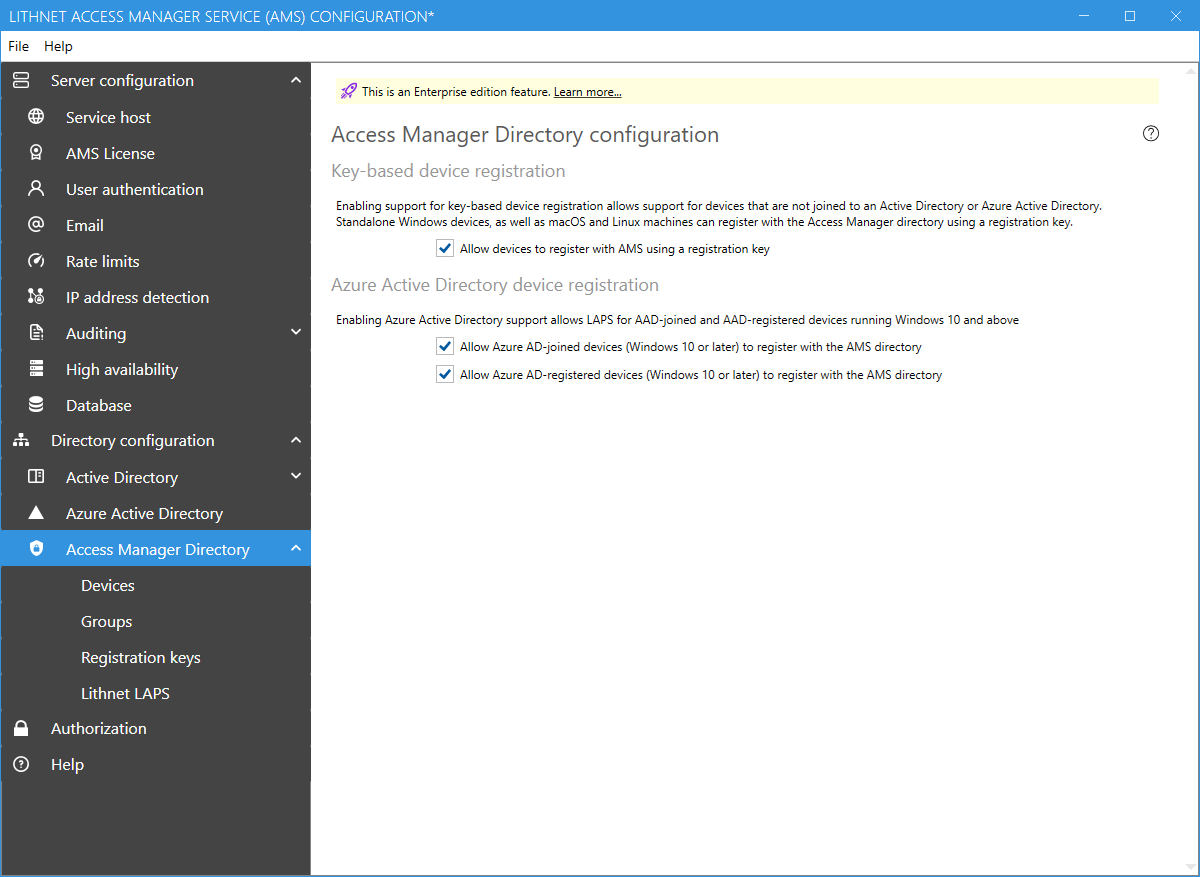 LITHNET ACCESS MANAGER SERVICE (AMS) CONFIGURATION*
File Help
Server configuration
Service host
AMS License
User authentication
Email
Rate limits
IP address detection
Auditing
High availability
Database
Directory configuration
Active Directory
Azure Active Directory
Access Manager Directory
Devices
Groups
Registration keys
Lithnet LAPS
Authorization
Help
This is an Enterprise edition feature. Learn more...
Access Manager Directory configuration
Key-based device registration
Enabling support for key-based device registration allows support for devices that are not joined to an Active Directory or Azure Active Directory.
Standalone Windows devices, as well as macOS and Linux machines can register with the Access Manager directory using a registration key.
Allow devices to register with AMS using a registration key
Azure Active Directory device registration
Enabling Azure Active Directory support allows LAPS for AAD-joined and AAD-registered devices running Windows 10 and above
Allow Azure AD-joined devices (Windows 10 or later) to register with the AMS directory
Allow Azure AD-registered devices (Windows 10 or later) to register with the AMS directory